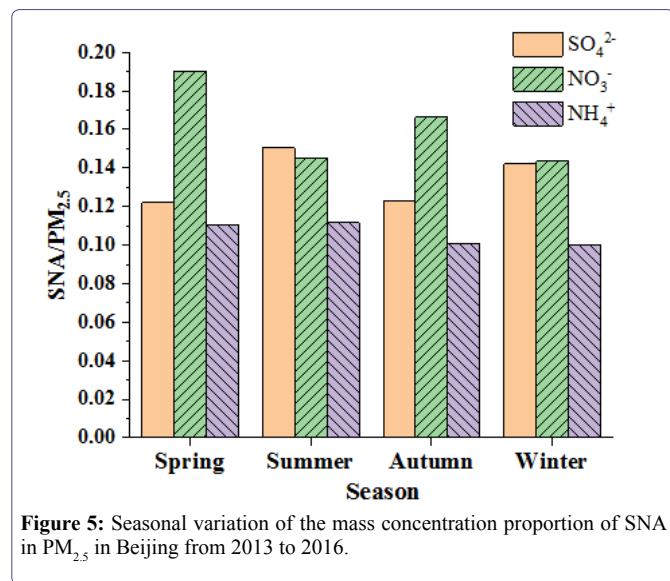 0.20
0.18
0.16
0.14
0.12
0.10
0.08
0.06
0.04
0.02
0.00
SNA/PM2.5
SO4^2-
NO3^-
NH4^+
Spring Summer Autumn Winter
Season
Figure 5: Seasonal variation of the mass concentration proportion of SNA
in PM2.5 in Beijing from 2013 to 2016.